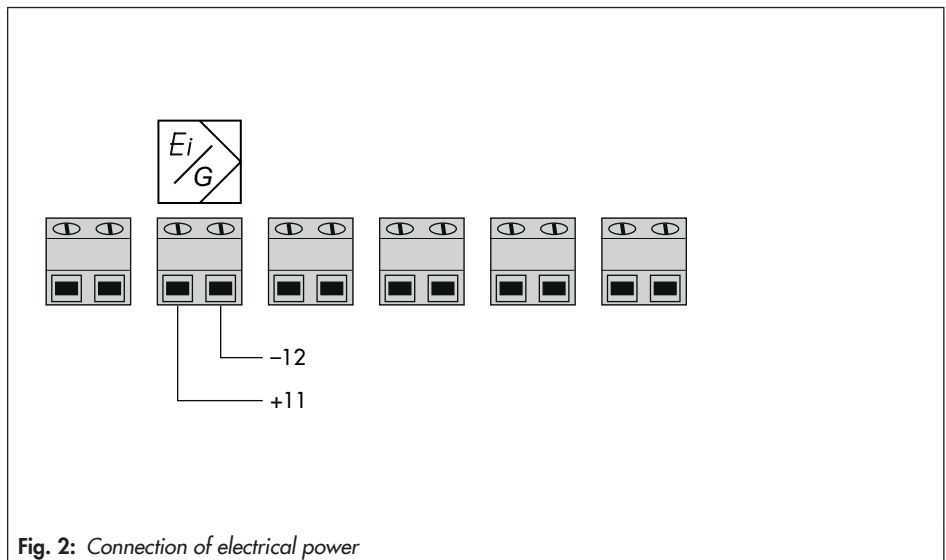 Ei
G
–12
+11
Fig. 2: Connection of electrical power